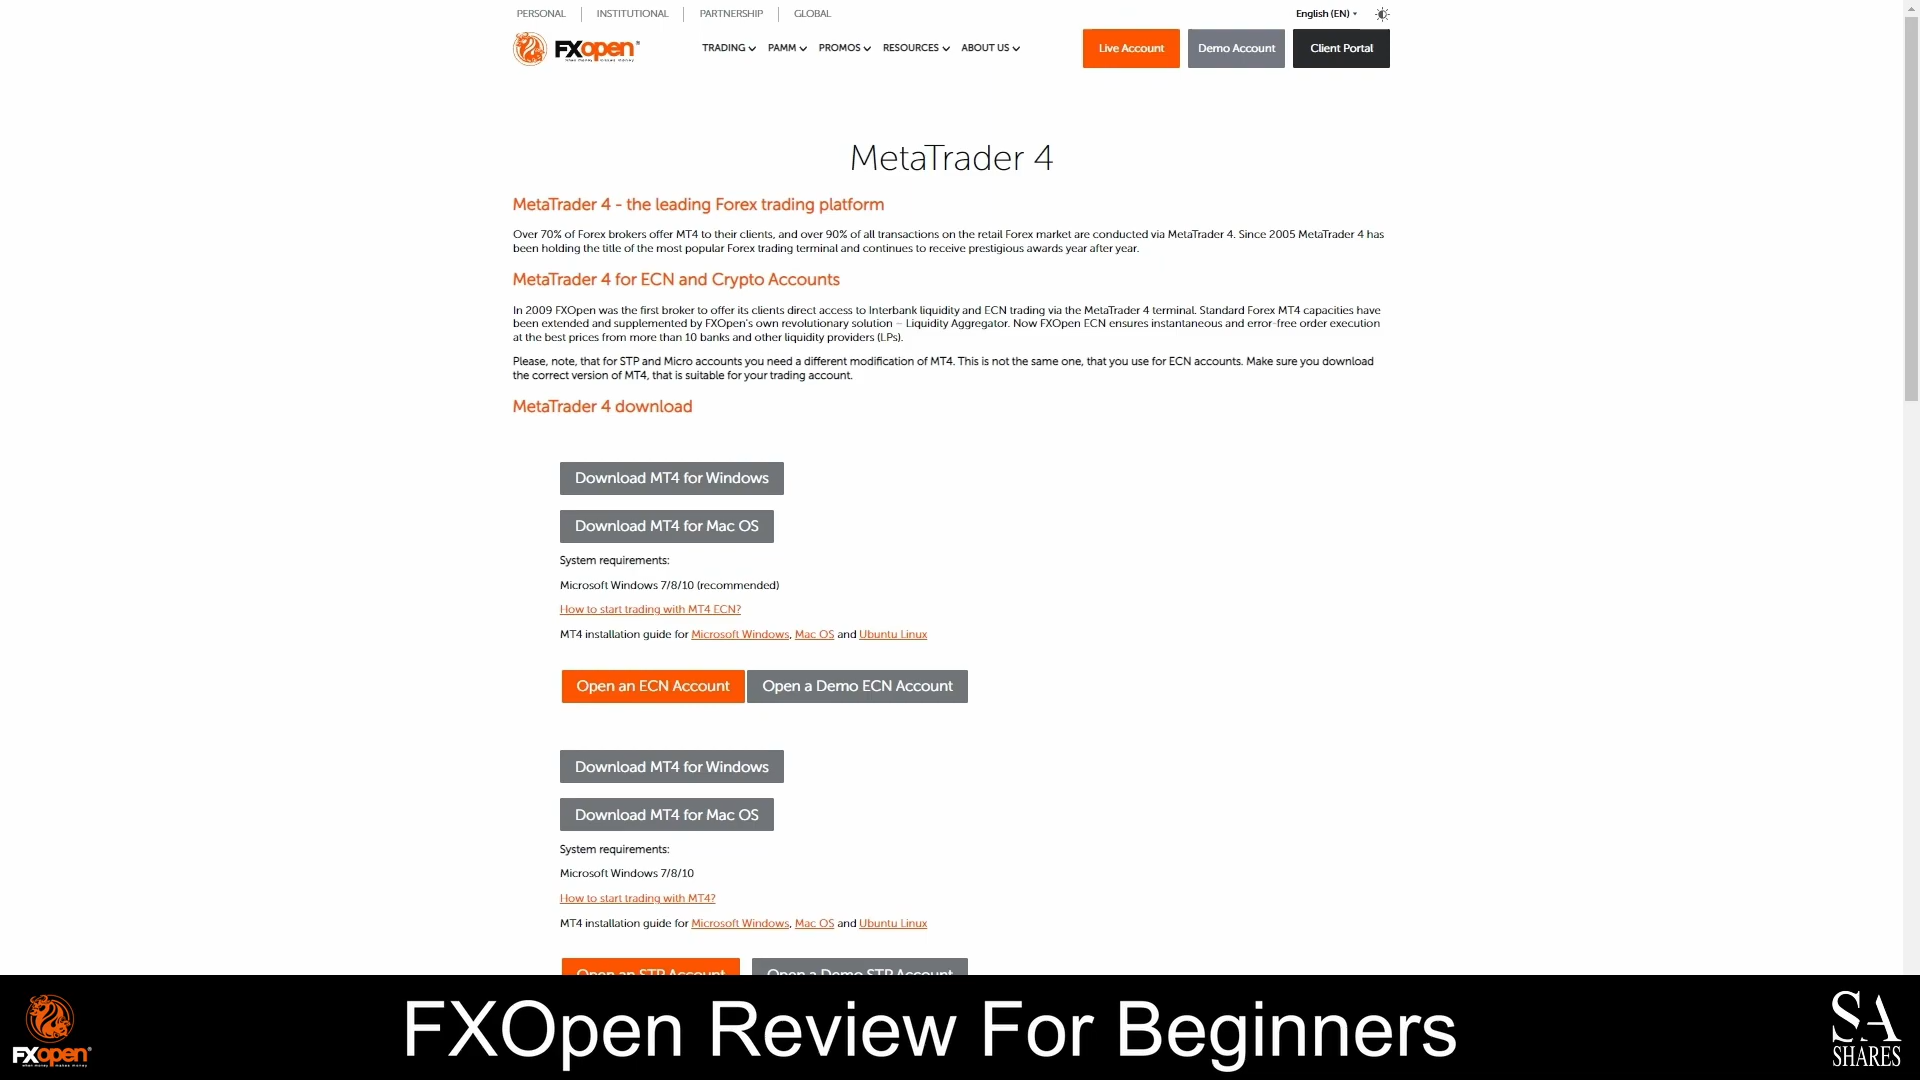 PERSONAL
INSTITUTIONAL
PARTNERSHIP
GLOBAL
English (EN)
FXopen
TRADING
PAMM
PROMOS
RESOURCES
ABOUT US
Live Account
Demo Account
Client Portal
MetaTrader 4
MetaTrader 4 - the leading Forex trading platform
Over 70% of Forex brokers offer MT4 to their clients, and over 90% of all transactions on the retail Forex market are conducted via MetaTrader 4. Since 2005 MetaTrader 4 has
been holding the title of the most popular Forex trading terminal and continues to receive prestigious awards year after year.
MetaTrader 4 for ECN and Crypto Accounts
In 2009 FXOpen was the first broker to offer its clients direct access to Interbank liquidity and ECN trading via the MetaTrader 4 terminal. Standard Forex MT4 capacities have
been extended and supplemented by FXOpen's own revolutionary solution – Liquidity Aggregator. Now FXOpen ECN ensures instantaneous and error-free order execution
at the best prices from more than 10 banks and other liquidity providers (LPs).
Please, note, that for STP and Micro accounts you need a different modification of MT4. This is not the same one, that you use for ECN accounts. Make sure you download
the correct version of MT4, that is suitable for your trading account.
MetaTrader 4 download
Download MT4 for Windows
Download MT4 for Mac OS
System requirements:
Microsoft Windows 7/8/10 (recommended)
How to start trading with MT4 ECN?
MT4 installation guide for Microsoft Windows, Mac OS and Ubuntu Linux
Open an ECN Account
Open a Demo ECN Account
Download MT4 for Windows
Download MT4 for Mac OS
System requirements:
Microsoft Windows 7/8/10
How to start trading with MT4?
MT4 installation guide for Microsoft Windows, Mac OS and Ubuntu Linux
Open an STP Account
Open a Demo STP Account
FXopen
FXOpen Review For Beginners
SA
SHARES